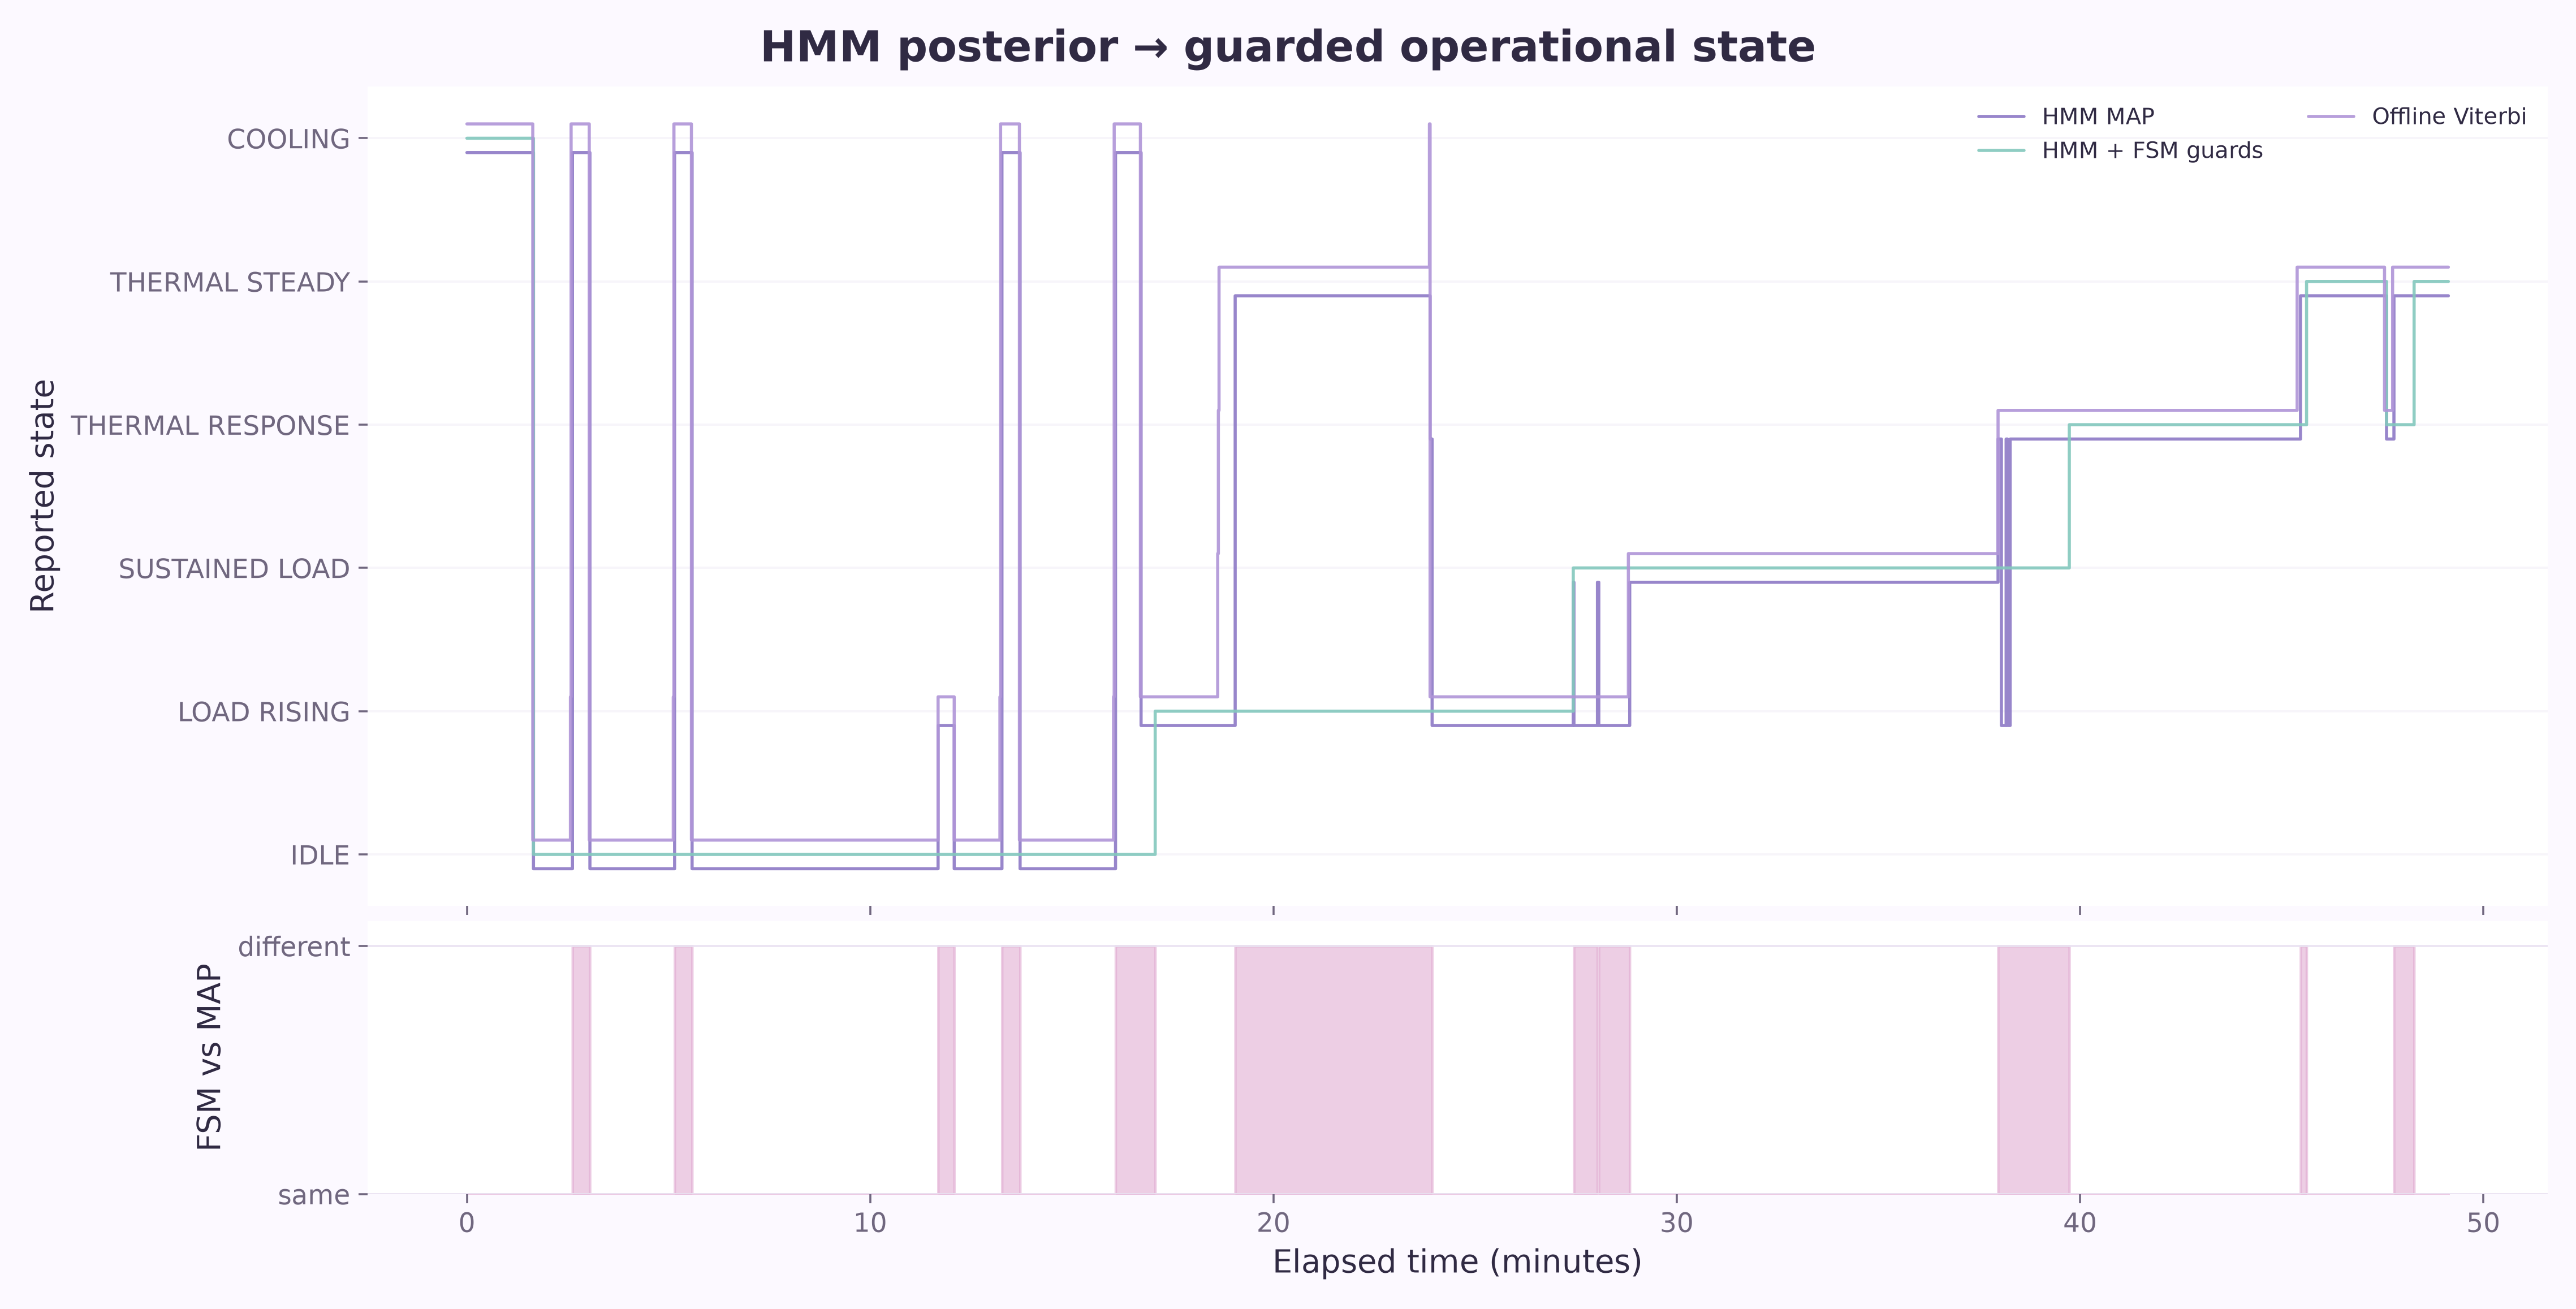 HMM posterior → guarded operational state
HMM MAP
HMM + FSM guards
Offline Viterbi
Reported state
COOLING
THERMAL STEADY
THERMAL RESPONSE
SUSTAINED LOAD
LOAD RISING
IDLE
FSM vs MAP
different
same
0 10 20 30 40 50
Elapsed time (minutes)